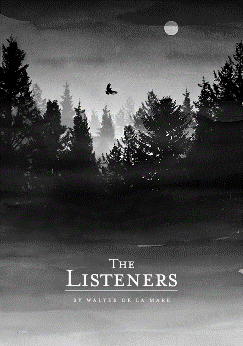 THE
LISTENERS
BY WALTER DE LA MARE